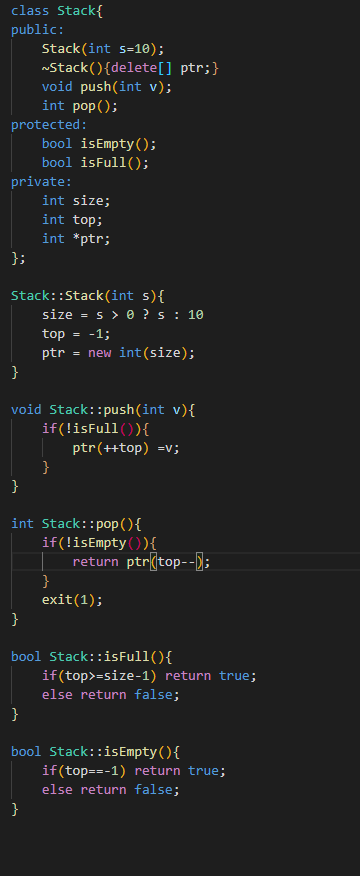 class Stack{
public:
    Stack(int s=10);
    ~Stack(){delete[] ptr;}
    void push(int v);
    int pop();
protected:
    bool isEmpty();
    bool isFull();
private:
    int size;
    int top;
    int *ptr;
};

Stack::Stack(int s){
    size = s > 0 ? s : 10
    top = -1;
    ptr = new int(size);
}

void Stack::push(int v){
    if(!isFull()){
        ptr(++top) =v;
    }
}

int Stack::pop(){
    if(!isEmpty()){
        return ptr(top--);
    }
    exit(1);
}

bool Stack::isFull(){
    if(top>=size-1) return true;
    else return false;
}

bool Stack::isEmpty(){
    if(top==-1) return true;
    else return false;
}